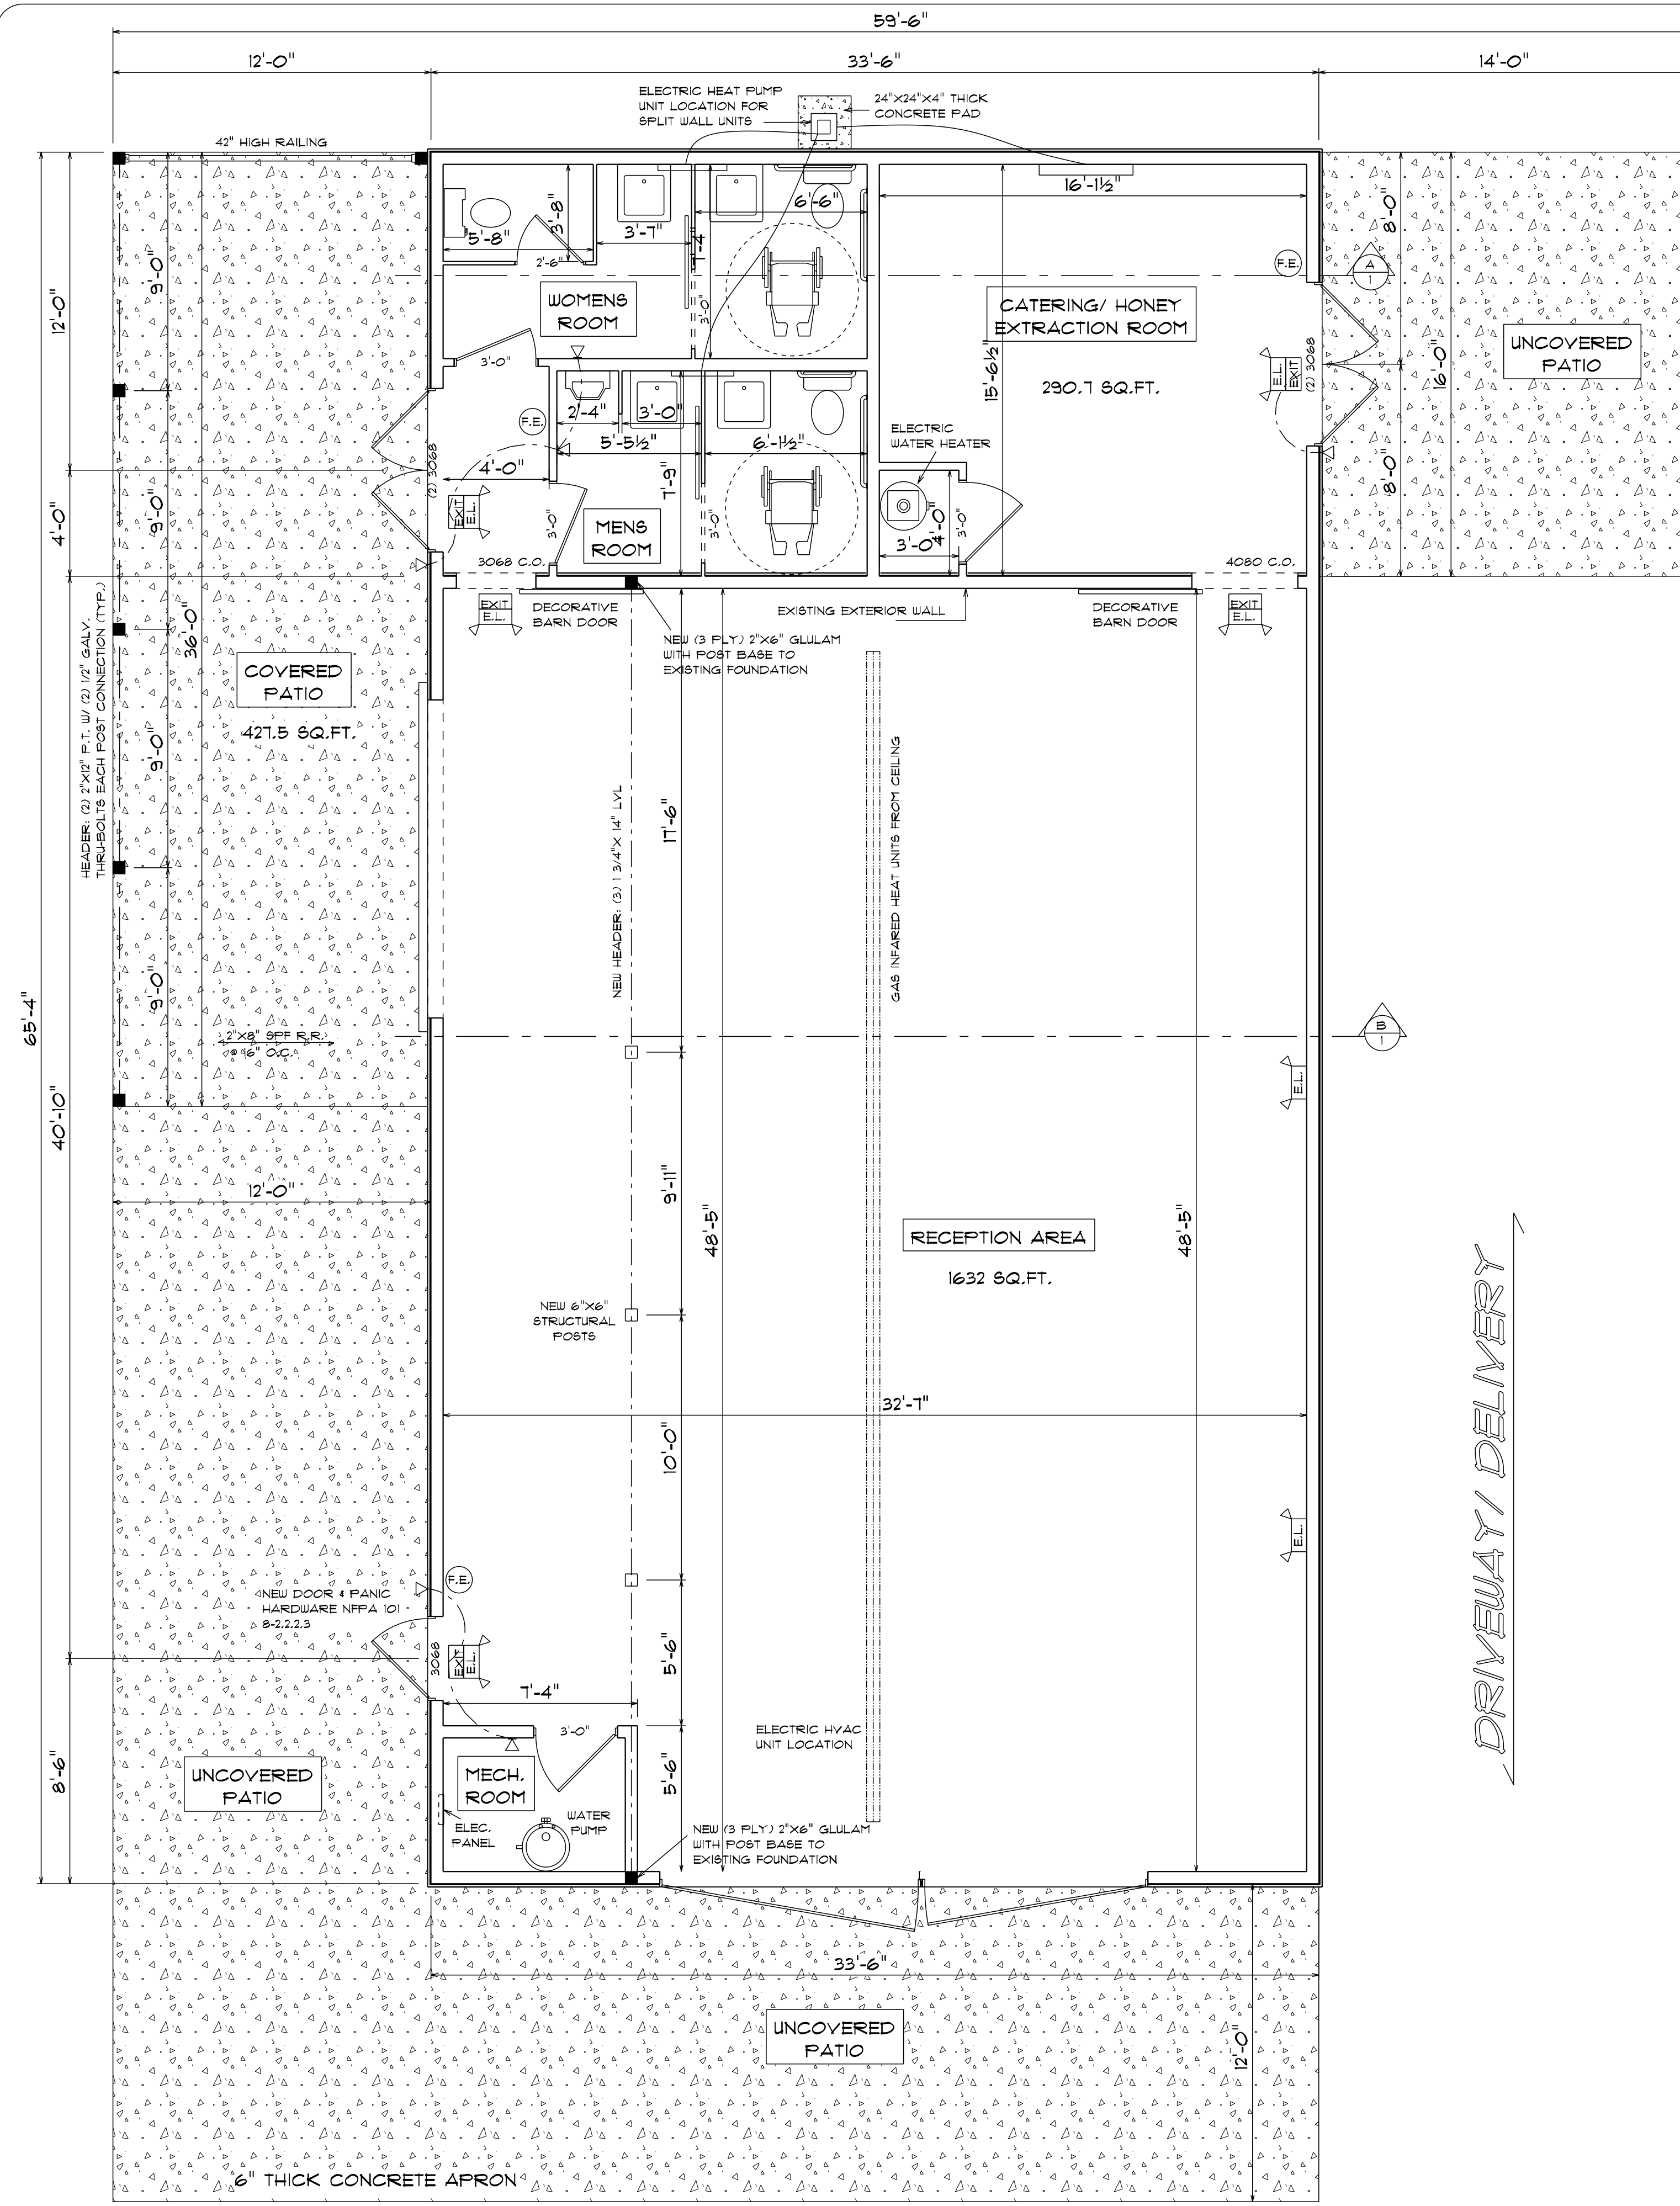 59'-6"
12'-0"
33'-6"
14'-0"
ELECTRIC HEAT PUMP
UNIT LOCATION FOR
SPLIT WALL UNITS
24"X24"X4" THICK
CONCRETE PAD
42" HIGH RAILING
5'-8"
3'-8"
2'-6"
3'-7"
7'-4"
6'-6"
3'-0"
16'-1½"
WOMENS
ROOM
3'-0"
CATERING/ HONEY
EXTRACTION ROOM
290.7 SQ.FT.
15'-6½"
F.E.
A
1
8'-0"
16'-0"
8'-0"
UNCOVERED
PATIO
E.L.
EXIT
(2) 3068
9'-0"
12'-0"
4'-0"
(2) 3068
F.E.
4'-0"
EXIT
E.L.
2'-4"
3'-0"
5'-5½"
6'-1½"
7'-9"
3'-0"
3'-0"
MENS
ROOM
ELECTRIC
WATER HEATER
3'-0"
4'-0"
3'-0"
3068 C.O.
4080 C.O.
EXIT
E.L.
DECORATIVE
BARN DOOR
EXISTING EXTERIOR WALL
DECORATIVE
BARN DOOR
EXIT
E.L.
NEW (3 PLY) 2"X6" GLULAM
WITH POST BASE TO
EXISTING FOUNDATION
9'-0"
36'-0"
HEADER: (2) 2"X12" P.T. W/ (2) 1/2" GALV.
THRU-BOLTS EACH POST CONNECTION (TYP.)
COVERED
PATIO
427.5 SQ.FT.
9'-0"
9'-0"
2"X8" SPF R.R.
@ 16" O.C.
NEW HEADER: (3) 1 3/4"X 14" LVL
17'-6"
GAS INFARED HEAT UNITS FROM CEILING
65'-4"
40'-10"
B
1
E.L.
12'-0"
9'-11"
48'-5"
48'-5"
RECEPTION AREA
1632 SQ.FT.
NEW 6"X6"
STRUCTURAL
POSTS
32'-7"
10'-0"
E.L.
DRIVEWAY/ DELIVERY
F.E.
NEW DOOR & PANIC
HARDWARE NFPA 101
8-2.2.2.3
3068
EXIT
E.L.
5'-6"
7'-4"
3'-0"
ELECTRIC HVAC
UNIT LOCATION
8'-6"
UNCOVERED
PATIO
MECH.
ROOM
5'-6"
ELEC.
PANEL
WATER
PUMP
NEW (3 PLY) 2"X6" GLULAM
WITH POST BASE TO
EXISTING FOUNDATION
33'-6"
UNCOVERED
PATIO
12'-0"
6" THICK CONCRETE APRON